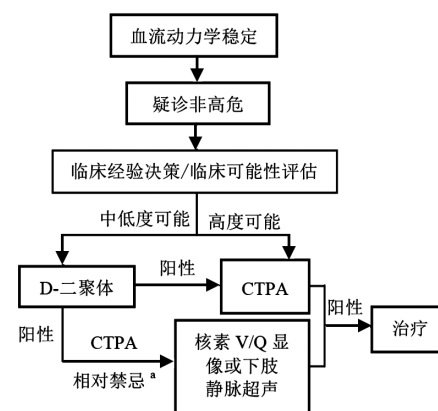 血流动力学稳定
疑诊非高危
临床经验决策/临床可能性评估
中低度可能
高度可能
D-二聚体
阳性
CTPA
阳性
治疗
阳性
CTPA
相对禁忌 a
核素 V/Q 显
像或下肢
静脉超声